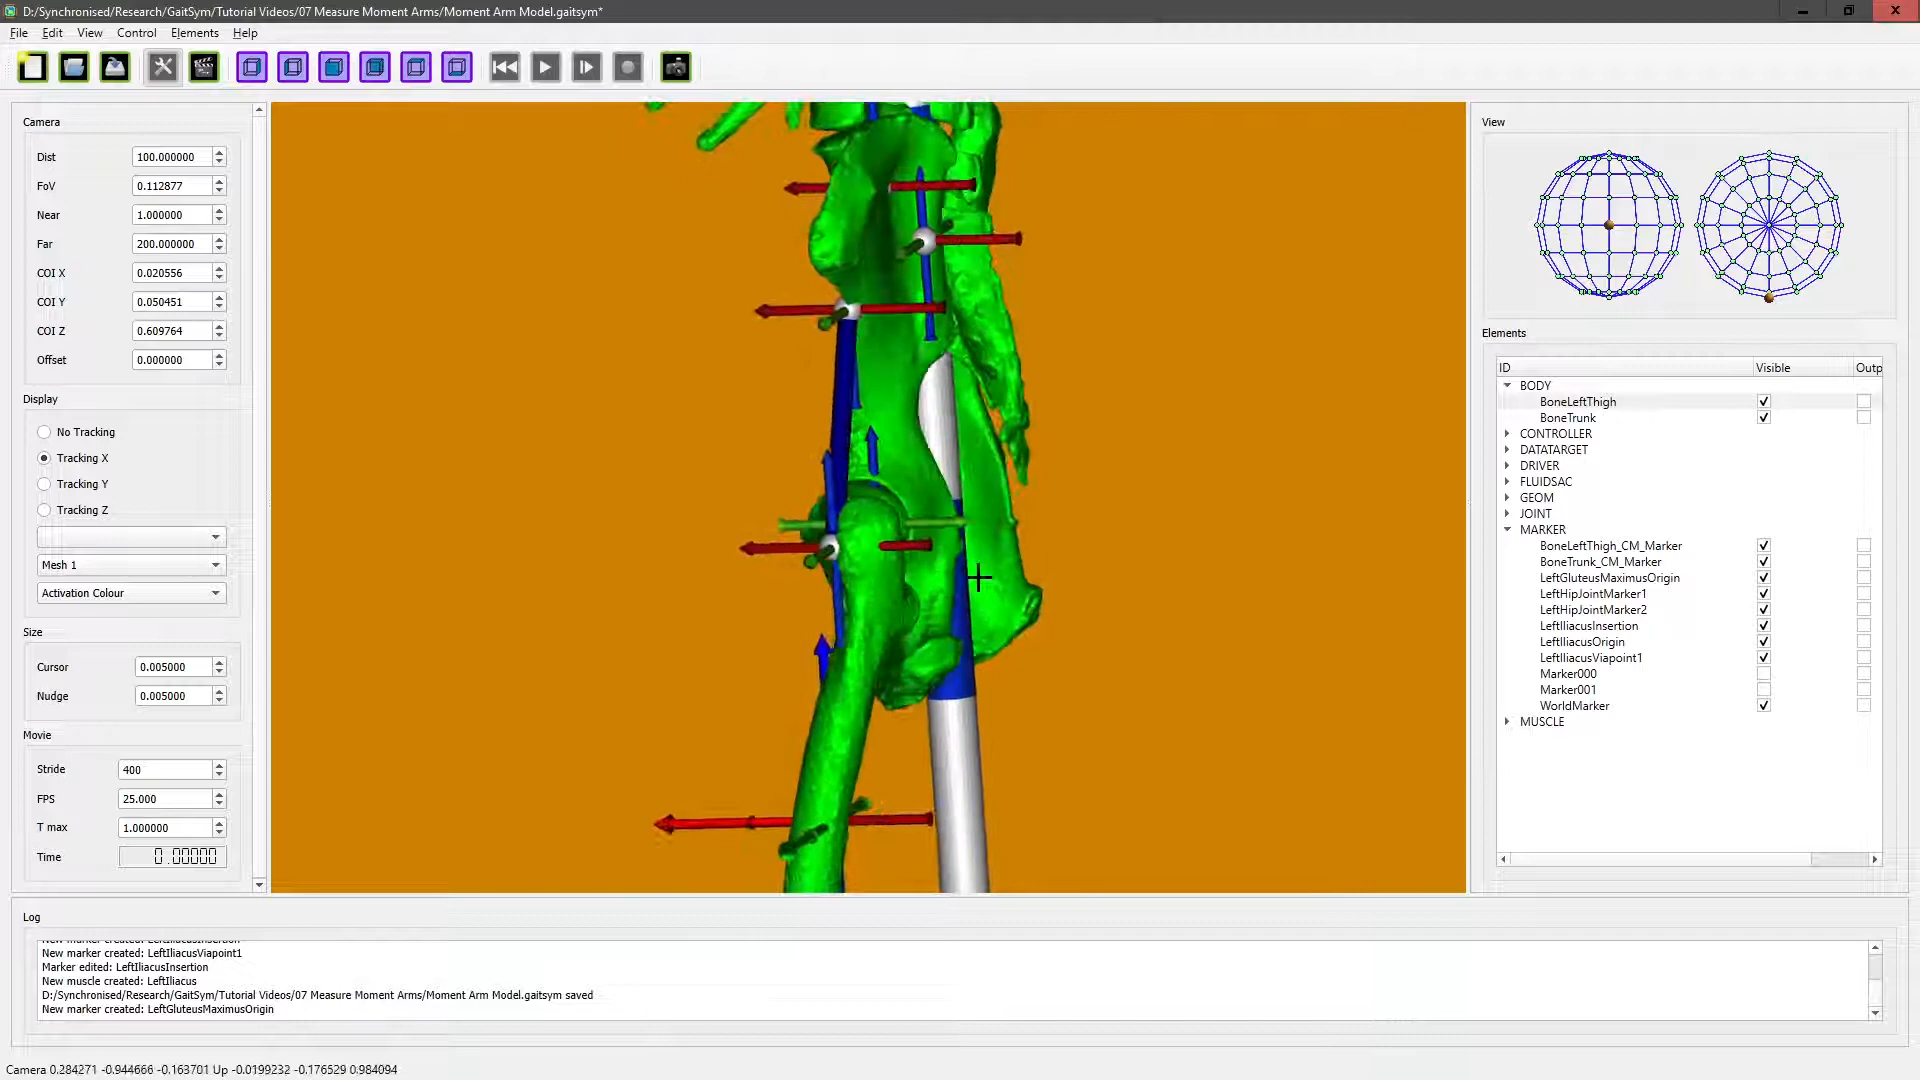 D:/Synchronised/Research/GaitSym/Tutorial Videos/07 Measure Moment Arms/Moment Arm Model.gaitsym*
File Edit View Control Elements Help
Camera
Dist 100.000000
FoV 0.112877
Near 1.000000
Far 200.000000
COI X 0.020556
COI Y 0.050451
COI Z 0.609764
Offset 0.000000
Display
No Tracking
Tracking X
Tracking Y
Tracking Z
Mesh 1
Activation Colour
Size
Cursor 0.005000
Nudge 0.005000
Movie
Stride 400
FPS 25.000
T max 1.000000
Time 0.00000
View
Elements
ID Visible Outp
BODY
BoneLeftThigh
BoneTrunk
CONTROLLER
DATATARGET
DRIVER
FLUIDSAC
GEOM
JOINT
MARKER
BoneLeftThigh_CM_Marker
BoneTrunk_CM_Marker
LeftGluteusMaximusOrigin
LeftHipJointMarker1
LeftHipJointMarker2
LeftIliacusInsertion
LeftIliacusOrigin
LeftIliacusViapoint1
Marker000
Marker001
WorldMarker
MUSCLE
Log
New marker created: LeftIliacusInsertion
New marker created: LeftIliacusViapoint1
Marker edited: LeftIliacusInsertion
New muscle created: LeftIliacus
D:/Synchronised/Research/GaitSym/Tutorial Videos/07 Measure Moment Arms/Moment Arm Model.gaitsym saved
New marker created: LeftGluteusMaximusOrigin
Camera 0.284271 -0.944666 -0.163701 Up -0.0199232 -0.176529 0.984094